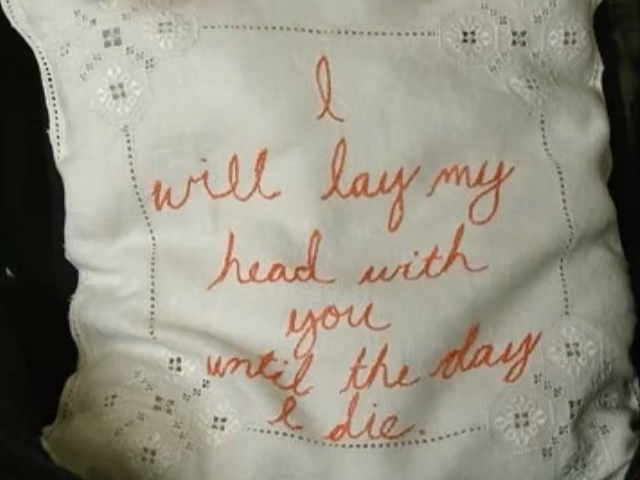 I
will lay my
head with
you
until the day
I die.